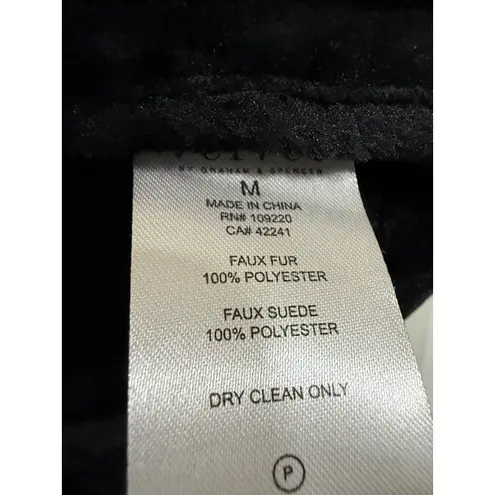 BY GRAHAM & SPENCER
M
MADE IN CHINA
RN# 109220
CA# 42241
FAUX FUR
100% POLYESTER
FAUX SUEDE
100% POLYESTER
DRY CLEAN ONLY
P